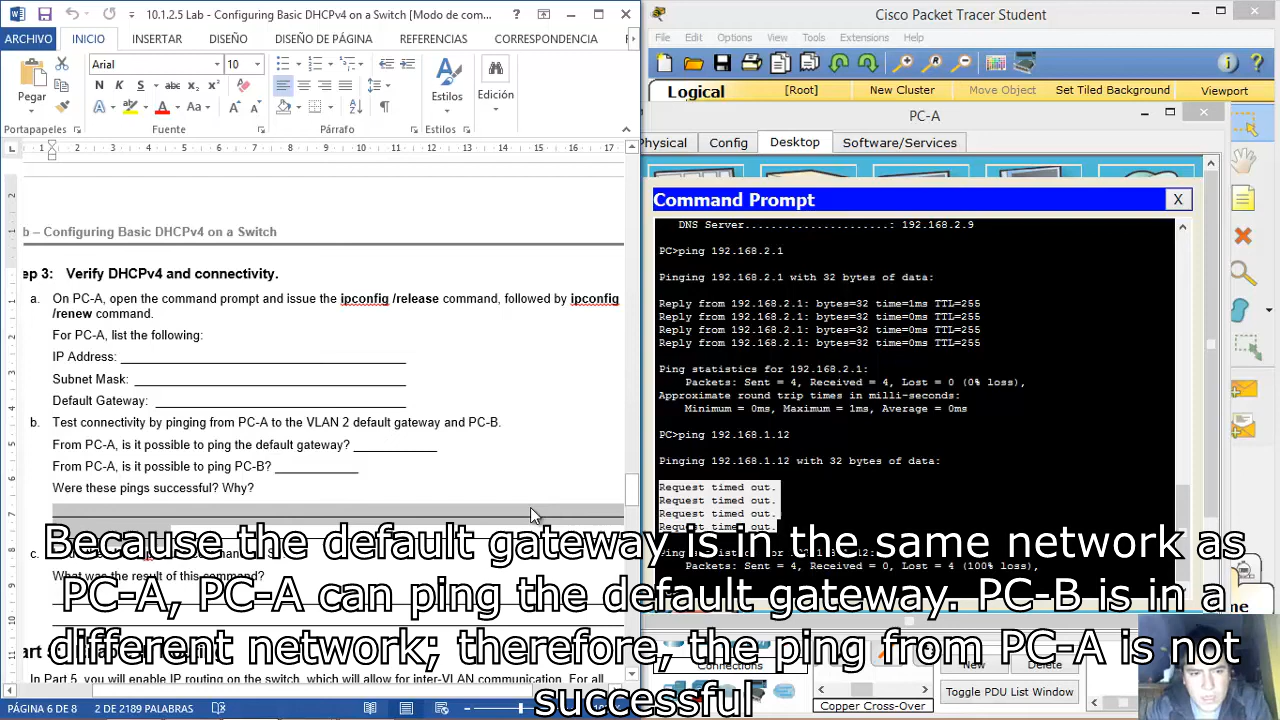 10.1.2.5 Lab - Configuring Basic DHCPv4 on a Switch [Modo de com...
Cisco Packet Tracer Student
ARCHIVO INICIO INSERTAR DISEÑO DISEÑO DE PÁGINA REFERENCIAS CORRESPONDENCIA
File Edit Options View Tools Extensions Help
Arial 10
Pegar
Estilos
Edición
Portapapeles Fuente Párrafo Estilos
Logical [Root] New Cluster Move Object Set Tiled Background Viewport
PC-A
Physical Config Desktop Software/Services
Command Prompt X
b – Configuring Basic DHCPv4 on a Switch
ep 3: Verify DHCPv4 and connectivity.
a. On PC-A, open the command prompt and issue the ipconfig /release command, followed by ipconfig
/renew command.
For PC-A, list the following:
IP Address:
Subnet Mask:
Default Gateway:
b. Test connectivity by pinging from PC-A to the VLAN 2 default gateway and PC-B.
From PC-A, is it possible to ping the default gateway?
From PC-A, is it possible to ping PC-B?
Were these pings successful? Why?
c.
What was the result of this command?
In Part 5, you will enable IP routing on the switch, which will allow for inter-VLAN communication. For all
DNS Server......................: 192.168.2.9
PC>ping 192.168.2.1
Pinging 192.168.2.1 with 32 bytes of data:
Reply from 192.168.2.1: bytes=32 time=1ms TTL=255
Reply from 192.168.2.1: bytes=32 time=0ms TTL=255
Reply from 192.168.2.1: bytes=32 time=0ms TTL=255
Reply from 192.168.2.1: bytes=32 time=0ms TTL=255
Ping statistics for 192.168.2.1:
Packets: Sent = 4, Received = 4, Lost = 0 (0% loss),
Approximate round trip times in milli-seconds:
Minimum = 0ms, Maximum = 1ms, Average = 0ms
PC>ping 192.168.1.12
Pinging 192.168.1.12 with 32 bytes of data:
Request timed out.
Request timed out.
Request timed out.
Request timed out.
Packets: Sent = 4, Received = 0, Lost = 4 (100% loss),
Because the default gateway is in the same network as
PC-A, PC-A can ping the default gateway. PC-B is in a
different network; therefore, the ping from PC-A is not
successful
Connections
New Delete
Toggle PDU List Window
Copper Cross-Over
PÁGINA 6 DE 8 2 DE 2189 PALABRAS